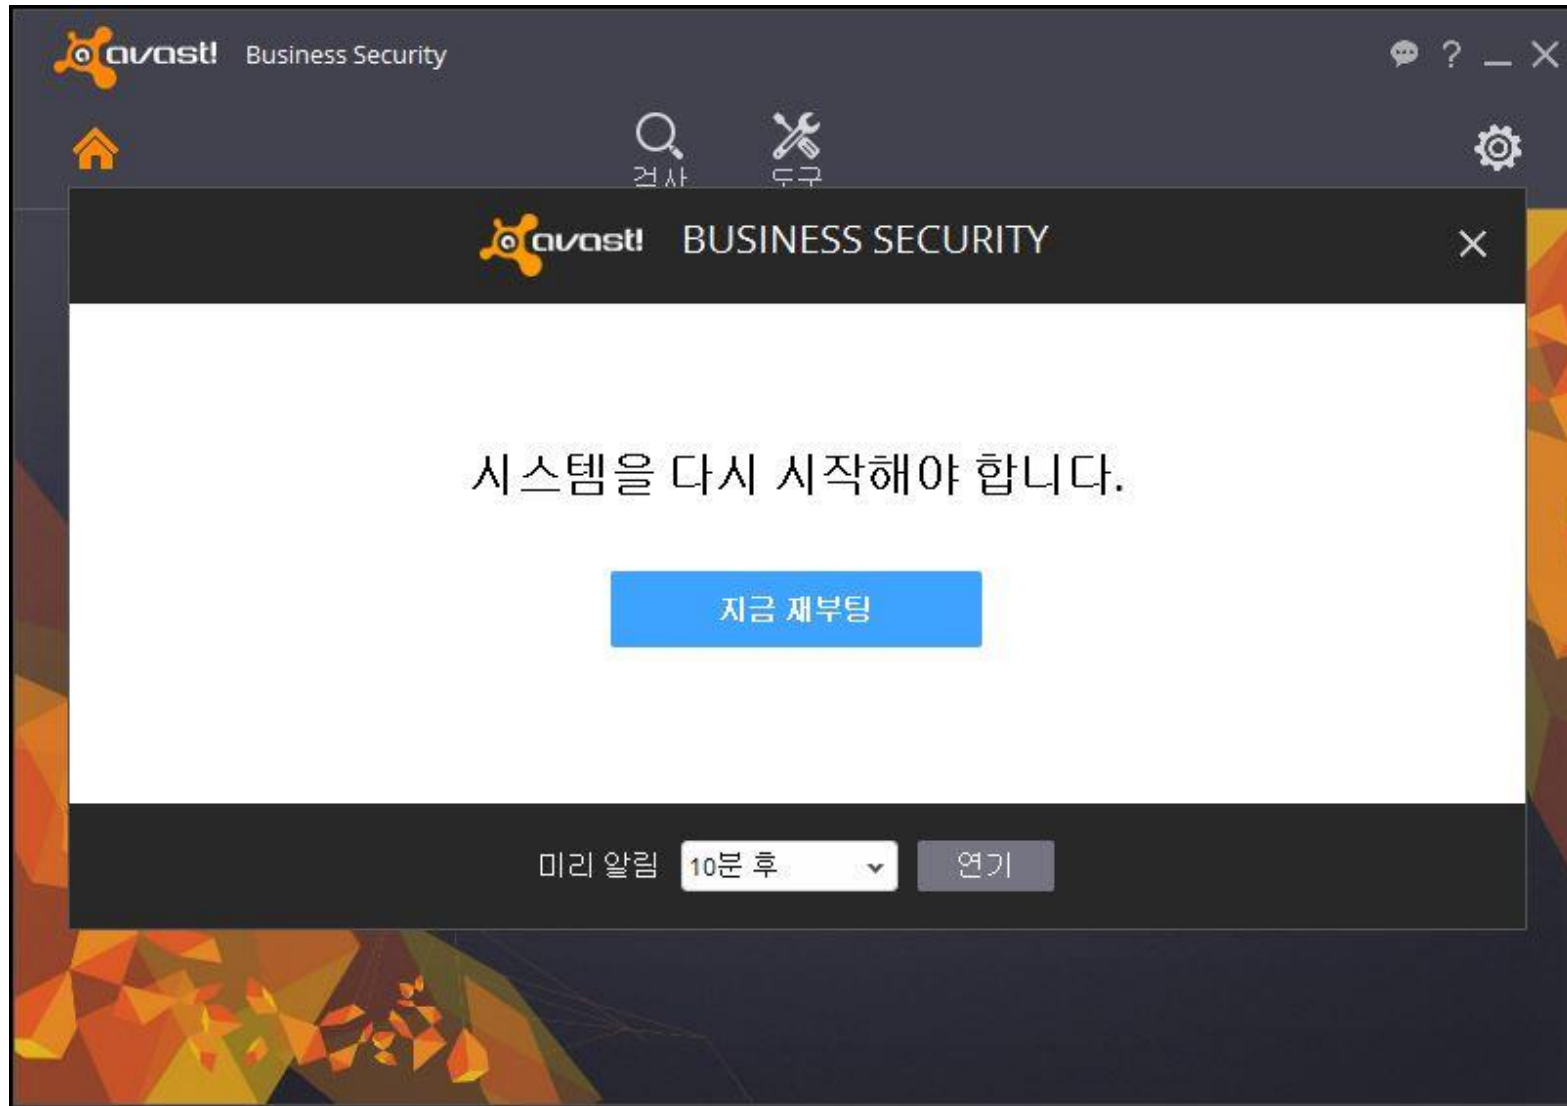 avast! Business Security
?
검사 도구
avast! BUSINESS SECURITY
시스템을 다시 시작해야 합니다.
지금 재부팅
미리 알림 10분 후 연기